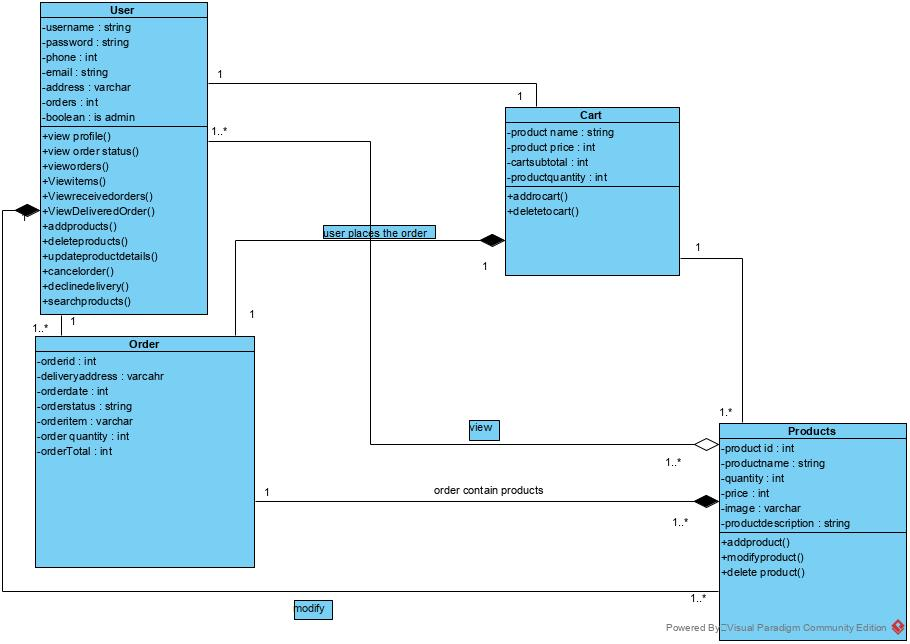 User
-username : string
-password : string
-phone : int
-email : string
-address : varchar
-orders : int
-boolean : is admin
+view profile()
+view order status()
+vieworders()
+Viewitems()
+Viewreceivedorders()
+ViewDeliveredOrder()
+addproducts()
+deleteproducts()
+updateproductdetails()
+cancelorder()
+declinedelivery()
+searchproducts()
1
1
1..*
Cart
-product name : string
-product price : int
-cartsubtotal : int
-productquantity : int
+addrocart()
+deletetocart()
user places the order
1
1
1
1..*
1
1..*
Order
-orderid : int
-deliveryaddress : varcahr
-orderdate : int
-orderstatus : string
-orderitem : varchar
-order quantity : int
-orderTotal : int
view
1..*
1
order contain products
1..*
Products
-product id : int
-productname : string
-quantity : int
-price : int
-image : varchar
-productdescription : string
+addproduct()
+modifyproduct()
+delete product()
1
modify
1..*
Powered By Visual Paradigm Community Edition